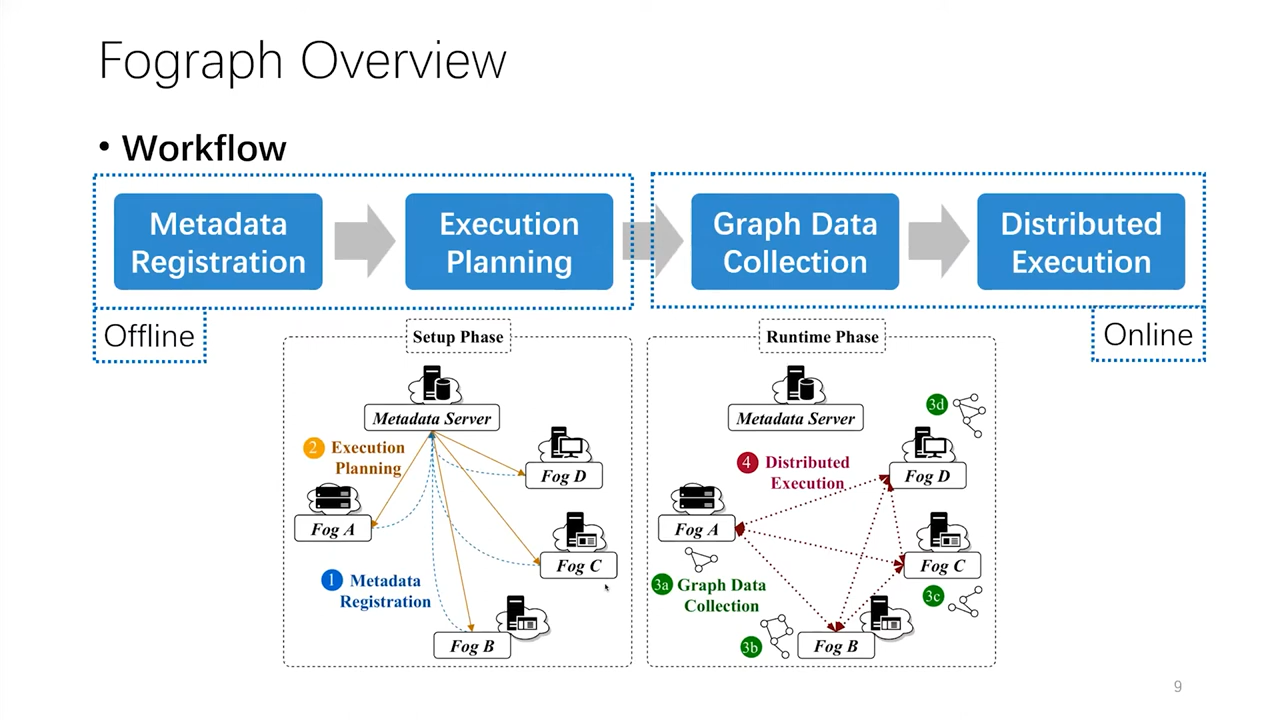 Fograph Overview
• Workflow
Metadata
Registration
Execution
Planning
Graph Data
Collection
Distributed
Execution
Offline
Online
Setup Phase
Metadata Server
2 Execution
Planning
Fog D
Fog A
Fog C
1 Metadata
Registration
Fog B
Runtime Phase
Metadata Server
3d
4 Distributed
Execution
Fog D
Fog A
Fog C
3a Graph Data
Collection
3c
3b
Fog B
9